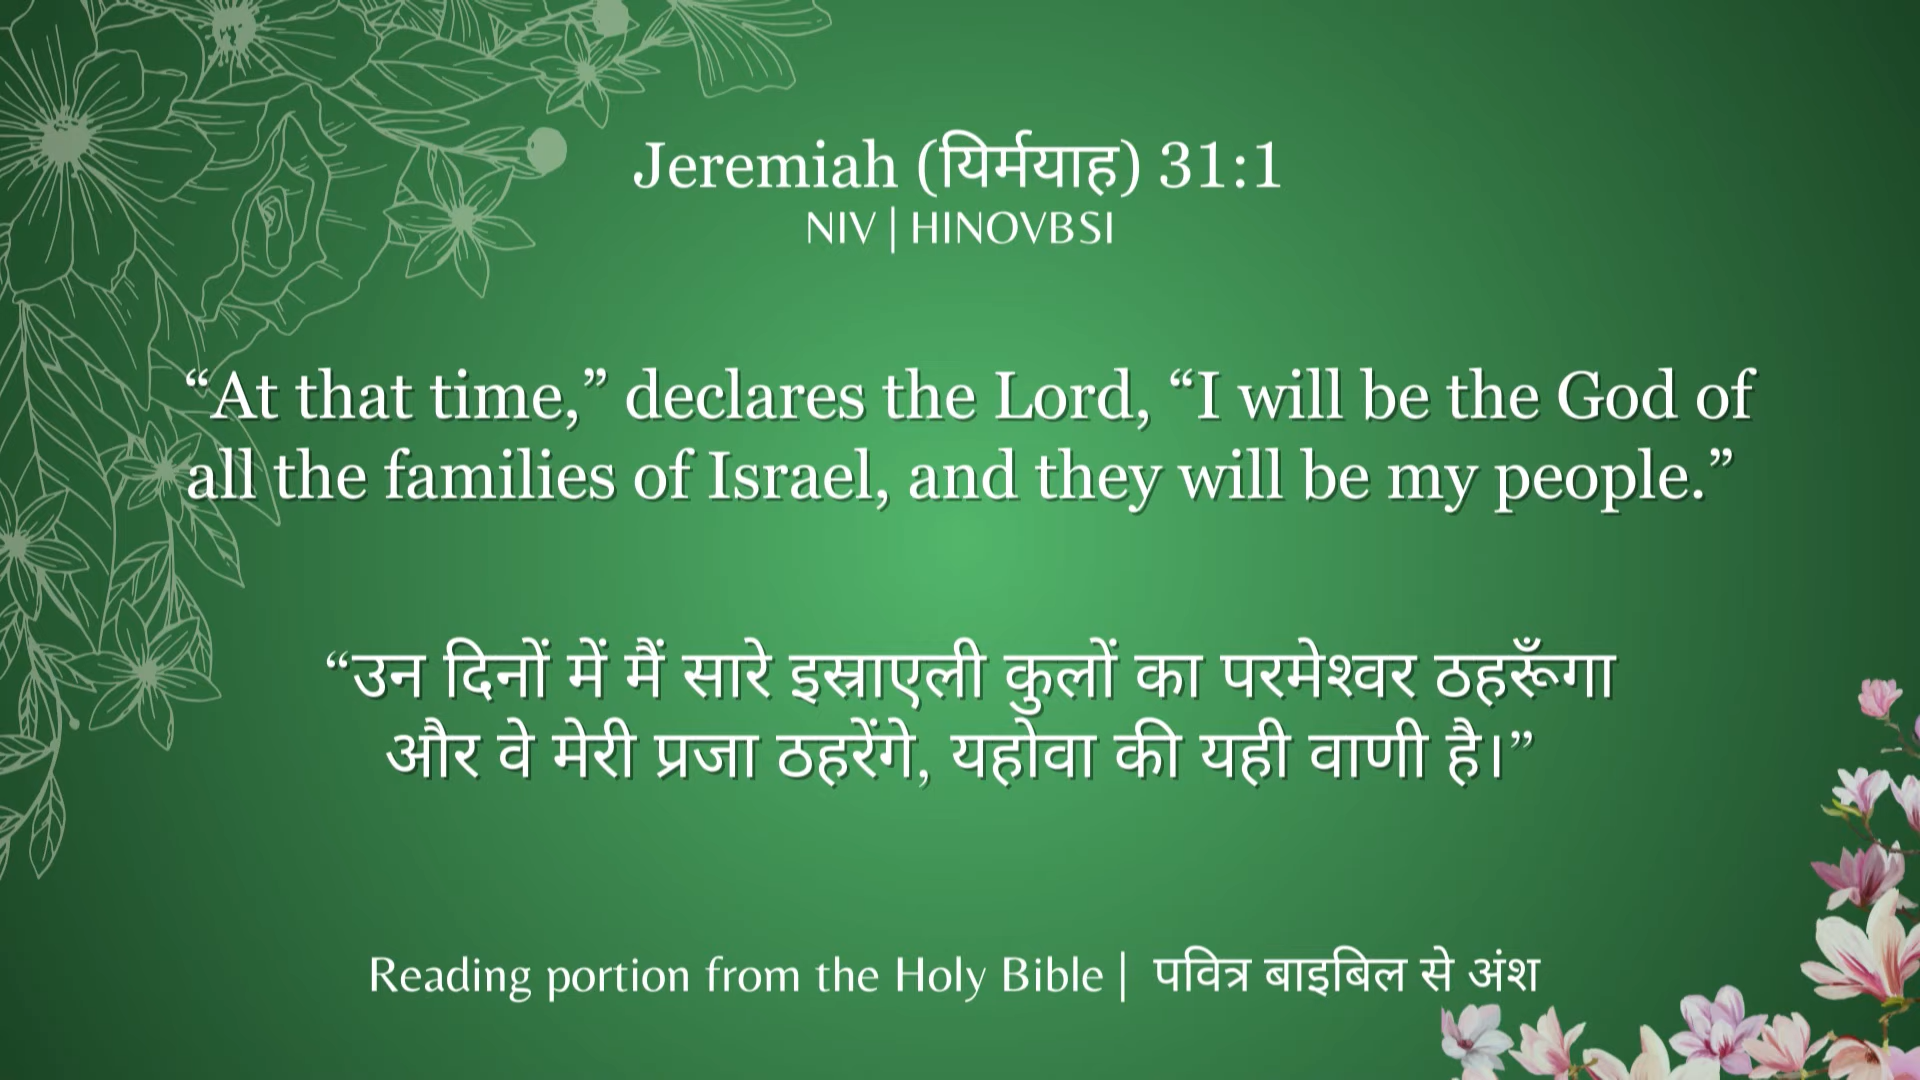 Jeremiah (यिर्मयाह) 31:1
NIV | HINOVBSI
“At that time,” declares the Lord, “I will be the God of
all the families of Israel, and they will be my people.”
“उन दिनों में मैं सारे इस्राएली कुलों का परमेश्‍वर ठहरूँगा
और वे मेरी प्रजा ठहरेंगे, यहोवा की यही वाणी है।”
Reading portion from the Holy Bible | पवित्र बाइबिल से अंश